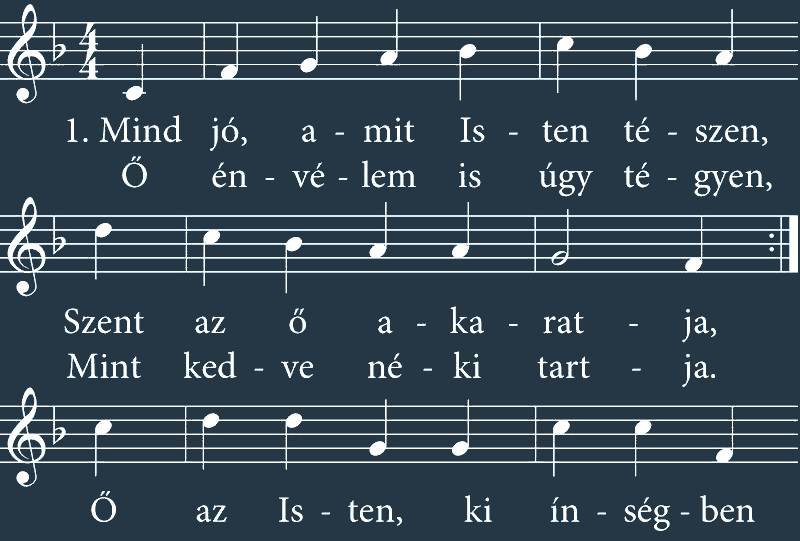 1. Mind jó, a - mit Is - ten té - szen,
Ő én - vé - lem is úgy té - gyen,
Szent az ő a - ka - rat - ja,
Mint ked - ve né - ki tart - ja.
Ő az Is - ten, ki ín - ség - ben